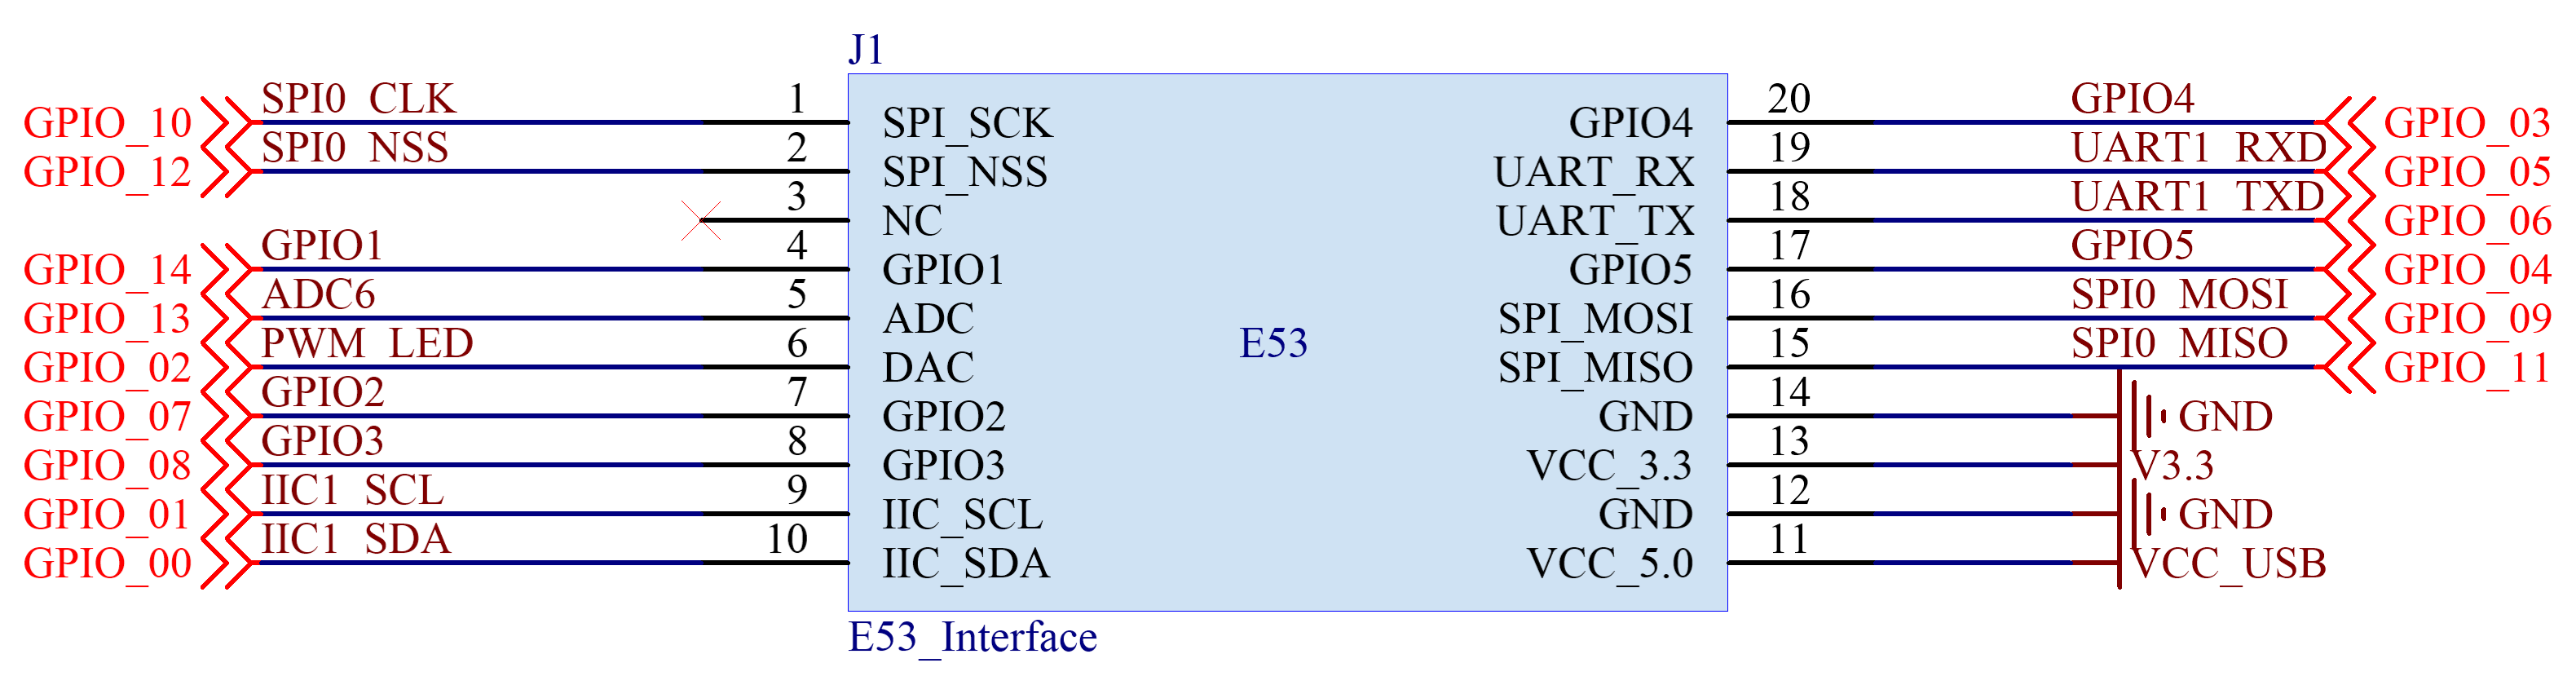 J1
GPIO_10 SPI0_CLK 1 SPI_SCK GPIO4 20 GPIO4 GPIO_03
GPIO_12 SPI0_NSS 2 SPI_NSS UART_RX 19 UART1_RXD GPIO_05
3 NC UART_TX 18 UART1_TXD GPIO_06
GPIO_14 GPIO1 4 GPIO1 GPIO5 17 GPIO5 GPIO_04
GPIO_13 ADC6 5 ADC SPI_MOSI 16 SPI0_MOSI GPIO_09
E53
GPIO_02 PWM_LED 6 DAC SPI_MISO 15 SPI0_MISO GPIO_11
GPIO_07 GPIO2 7 GPIO2 GND 14 GND
GPIO_08 GPIO3 8 GPIO3 VCC_3.3 13 V3.3
GPIO_01 IIC1_SCL 9 IIC_SCL GND 12 GND
GPIO_00 IIC1_SDA 10 IIC_SDA VCC_5.0 11 VCC_USB
E53_Interface